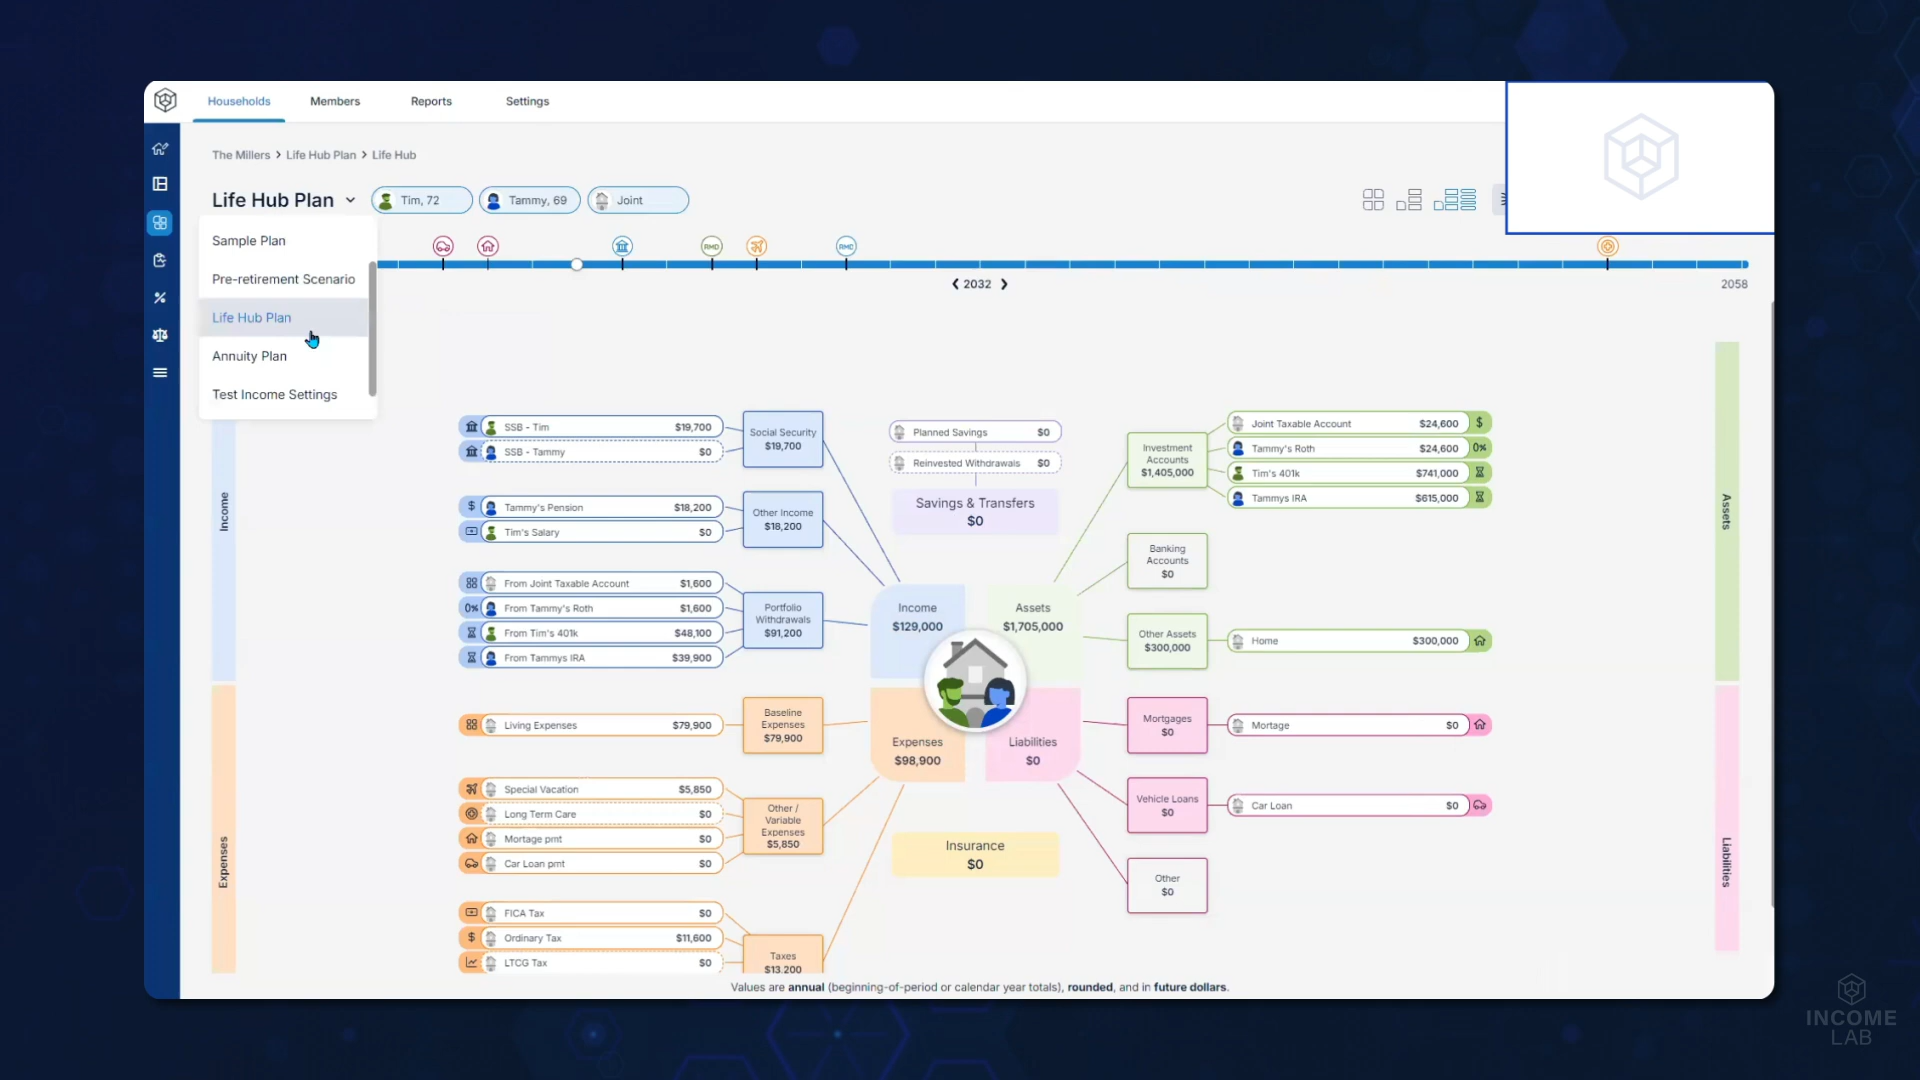 Households Members Reports Settings
The Millers > Life Hub Plan > Life Hub
Life Hub Plan Tim, 72 Tammy, 69 Joint
Sample Plan
Pre-retirement Scenario
Life Hub Plan
Annuity Plan
Test Income Settings
RMD RMD
2032
2058
Income
SSB - Tim $19,700
SSB - Tammy $0
Social Security
$19,700
$ Tammy's Pension $18,200
Tim's Salary $0
Other Income
$18,200
From Joint Taxable Account $1,600
0% From Tammy's Roth $1,600
From Tim's 401k $48,100
From Tammys IRA $39,900
Portfolio
Withdrawals
$91,200
Planned Savings $0
Reinvested Withdrawals $0
Savings & Transfers
$0
Income
$129,000
Assets
$1,705,000
Expenses
$98,900
Liabilities
$0
Insurance
$0
Investment
Accounts
$1,405,000
Joint Taxable Account $24,600 $
Tammy's Roth $24,600 0%
Tim's 401k $741,000
Tammys IRA $615,000
Banking
Accounts
$0
Other Assets
$300,000
Home $300,000
Assets
Expenses
Living Expenses $79,900
Baseline
Expenses
$79,900
Special Vacation $5,850
Long Term Care $0
Mortage pmt $0
Car Loan pmt $0
Other /
Variable
Expenses
$5,850
FICA Tax $0
$ Ordinary Tax $11,600
LTCG Tax $0
Taxes
$13,200
Mortgages
$0
Mortage $0
Vehicle Loans
$0
Car Loan $0
Other
$0
Liabilities
Values are annual (beginning-of-period or calendar year totals), rounded, and in future dollars.
INCOME
LAB